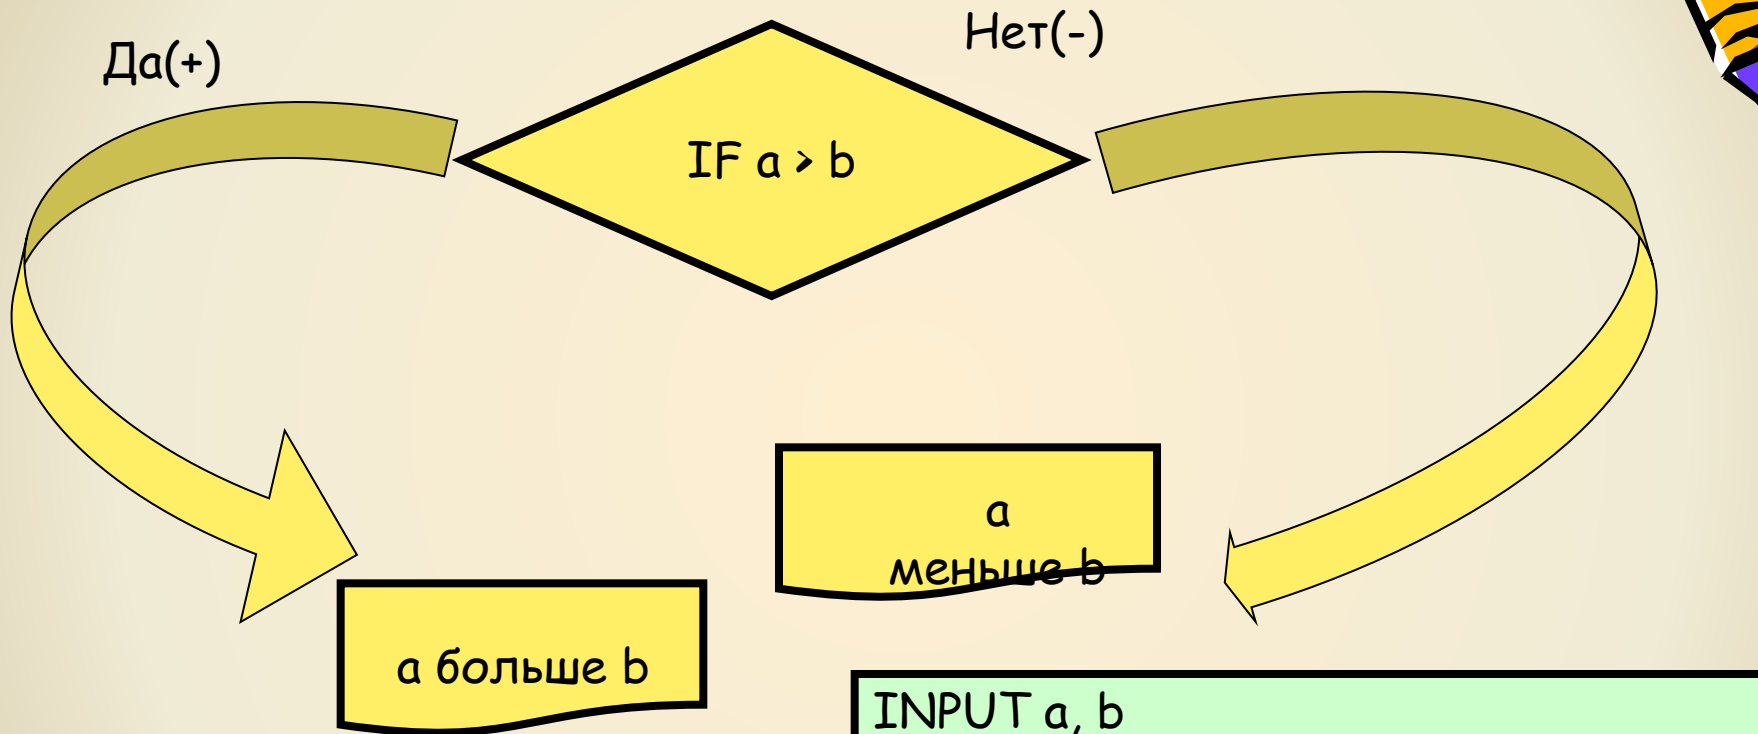 Да(+)
Нет(-)
IF a > b
а
меньше b
а больше b
INPUT a, b